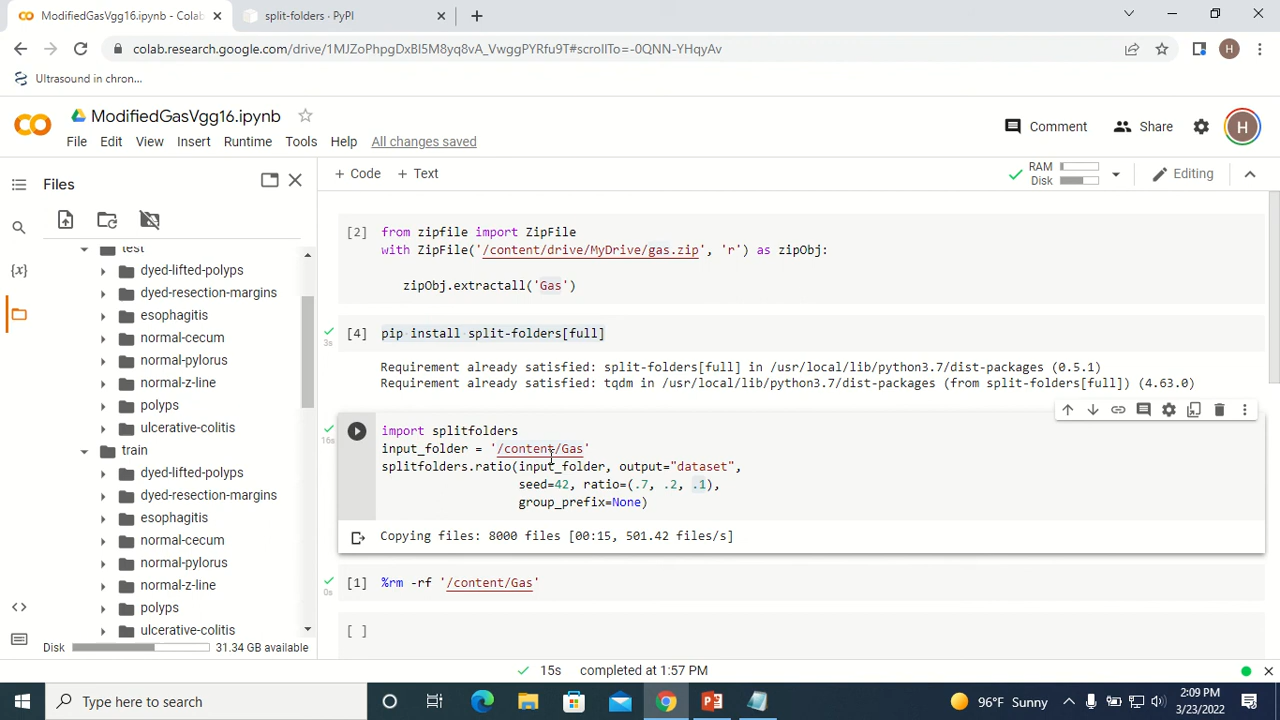 ModifiedGasVgg16.ipynb - Colab
split-folders · PyPI
colab.research.google.com/drive/1MJZoPhpgDxBl5M8yq8vA_VwggPYRfu9T#scrollTo=-0QNN-YHqyAv
H
Ultrasound in chron...
ModifiedGasVgg16.ipynb
File Edit View Insert Runtime Tools Help All changes saved
Comment Share H
Files
+ Code + Text
RAM
Disk
Editing
test
dyed-lifted-polyps
dyed-resection-margins
esophagitis
normal-cecum
normal-pylorus
normal-z-line
polyps
ulcerative-colitis
train
dyed-lifted-polyps
dyed-resection-margins
esophagitis
normal-cecum
normal-pylorus
normal-z-line
polyps
ulcerative-colitis
Disk 31.34 GB available
[2] from zipfile import ZipFile
with ZipFile('/content/drive/MyDrive/gas.zip', 'r') as zipObj:
zipObj.extractall('Gas')
[4] pip install split-folders[full]
3s
Requirement already satisfied: split-folders[full] in /usr/local/lib/python3.7/dist-packages (0.5.1)
Requirement already satisfied: tqdm in /usr/local/lib/python3.7/dist-packages (from split-folders[full]) (4.63.0)
import splitfolders
16s
input_folder = '/content/Gas'
splitfolders.ratio(input_folder, output="dataset",
seed=42, ratio=(.7, .2, .1),
group_prefix=None)
Copying files: 8000 files [00:15, 501.42 files/s]
[1] %rm -rf '/content/Gas'
0s
[ ]
15s completed at 1:57 PM
Type here to search
96°F Sunny
2:09 PM
3/23/2022